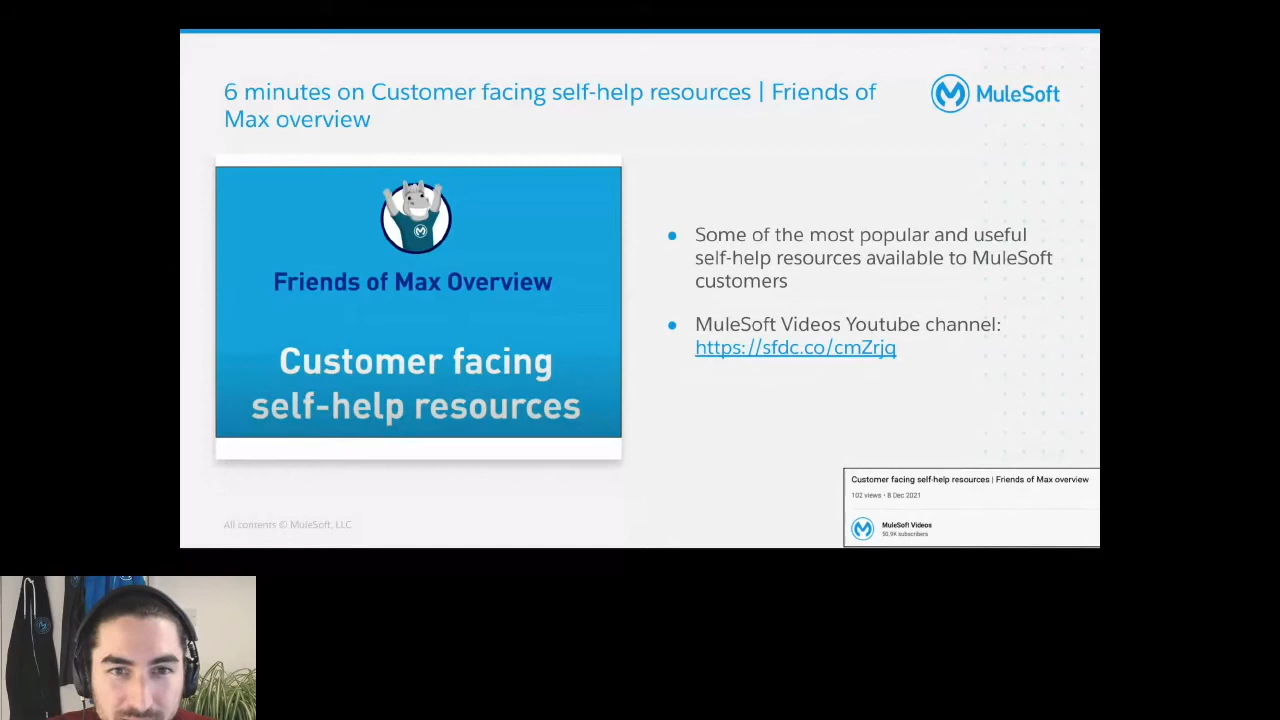 6 minutes on Customer facing self-help resources | Friends of
Max overview
MuleSoft
Friends of Max Overview
Customer facing
self-help resources
● Some of the most popular and useful
self-help resources available to MuleSoft
customers
● MuleSoft Videos Youtube channel:
https://sfdc.co/cmZrjq
Customer facing self-help resources | Friends of Max overview
102 views • 8 Dec 2021
MuleSoft Videos
50.9K subscribers
All contents © MuleSoft, LLC